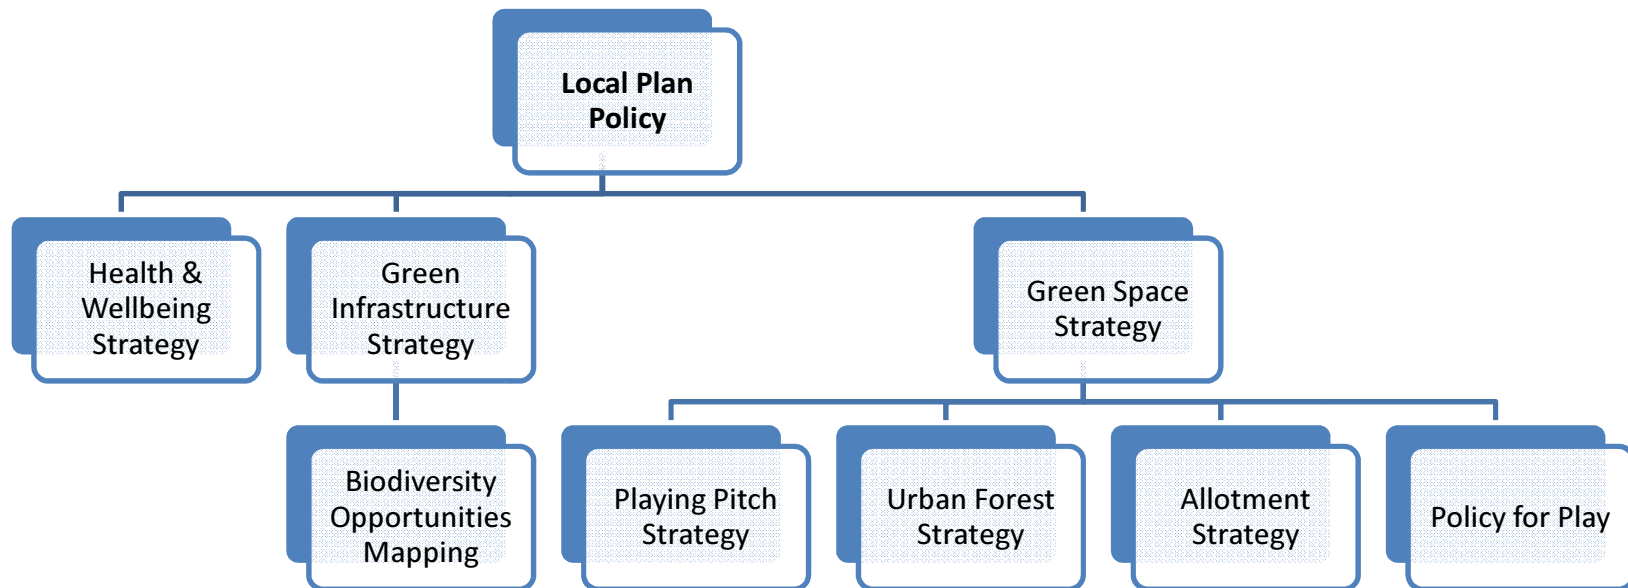 Local Plan
Policy
Health &
Wellbeing
Strategy
Green
Infrastructure
Strategy
Green Space
Strategy
Biodiversity
Opportunities
Mapping
Playing Pitch
Strategy
Urban Forest
Strategy
Allotment
Strategy
Policy for Play